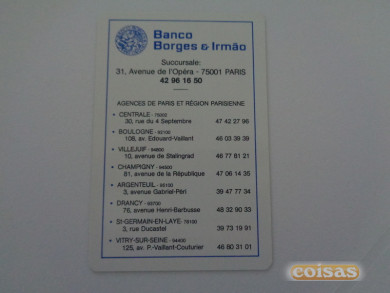 Banco
Borges & Irmão
Succursale:
31, Avenue de l'Opéra - 75001 PARIS
42 96 16 50
AGENCES DE PARIS ET RÉGION PARISIENNE
• CENTRALE - 75002
30, rue du 4 Septembre 47 42 27 96
• BOULOGNE - 92100
108, av. Edouard-Vaillant 46 03 39 39
• VILLEJUIF - 94800
10, avenue de Stalingrad 46 77 81 21
• CHAMPIGNY - 94500
81, avenue de la République 47 06 14 35
• ARGENTEUIL - 95100
3, avenue Gabriel-Péri 39 47 77 34
• DRANCY - 93700
76, avenue Henri-Barbusse 48 32 90 33
• St-GERMAIN-EN-LAYE - 78100
3, rue Ducastel 39 73 19 91
• VITRY-SUR-SEINE - 94400
125, av. P.-Vaillant-Couturier 46 80 31 01
coisas